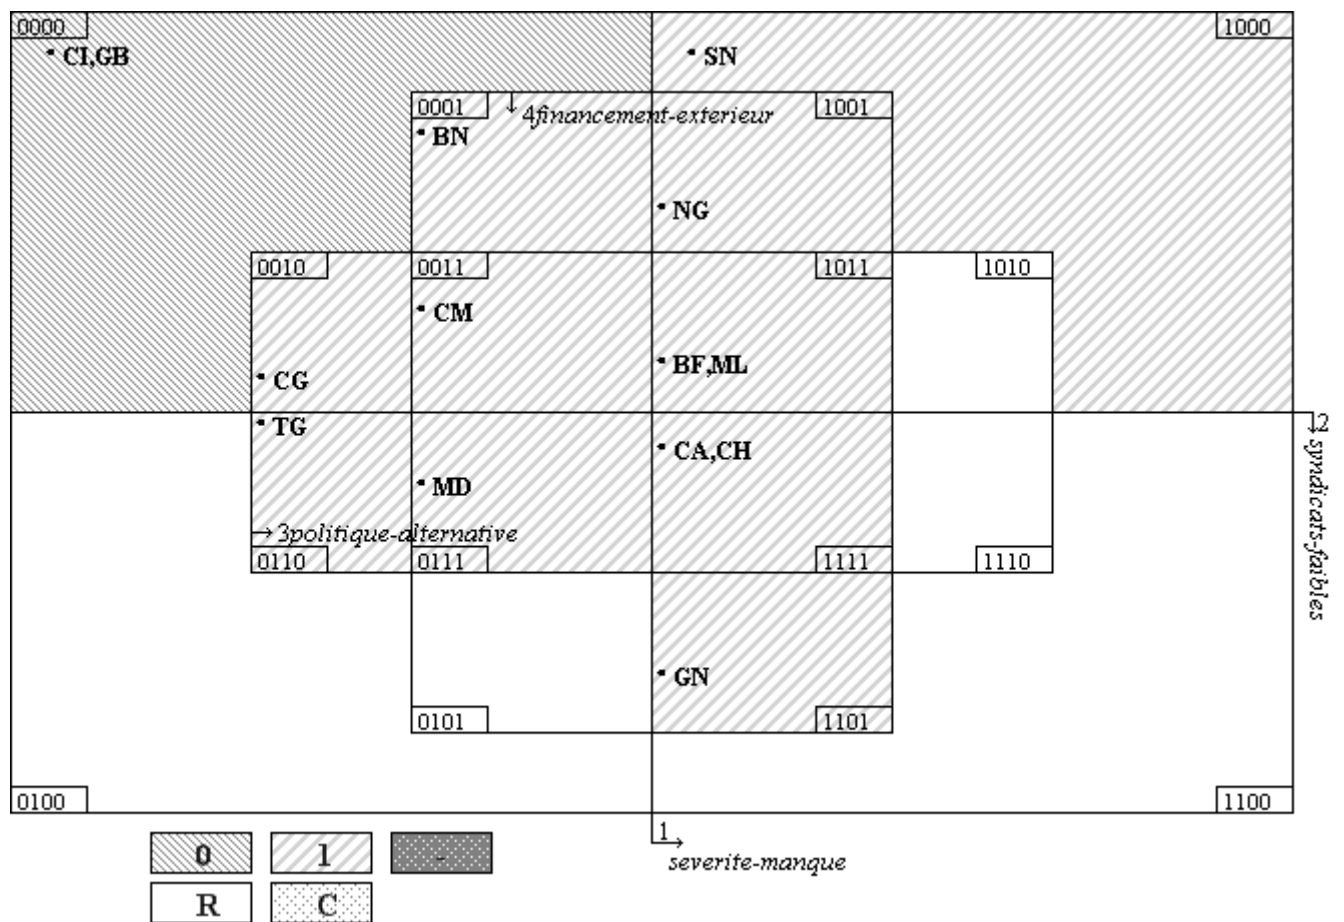 0000 1000
CI,GB SN
0001 4financement-exterieur 1001
BN
NG
0010 0011 1011 1010
CM
BF,ML
CG
2
TG
CA,CH
MD
syndicats-faibles
3politique-alternative
0110 0111 1111 1110
GN
0101 1101
0100 1100
1
severite-manque
0 1 -
R C